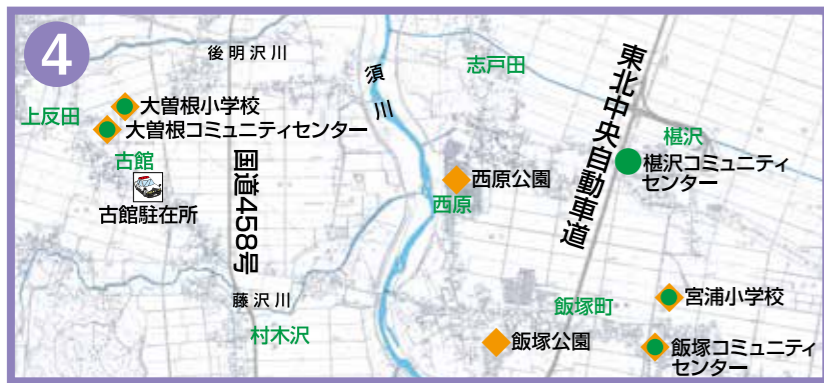 4
後明沢川
須川
志戸田
東北中央自動車道
上反田
大曽根小学校
大曽根コミュニティセンター
古館
古館駐在所
国道458号
西原公園
西原
椹沢
椹沢コミュニティ
センター
藤沢川
村木沢
飯塚町
宮浦小学校
飯塚公園
飯塚コミュニティ
センター